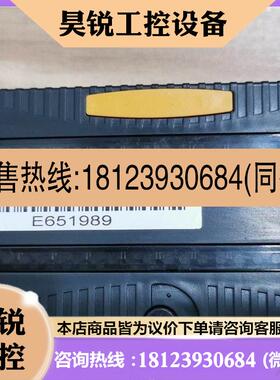 昊锐工控设备
售热线:18123930684(同
E651989
锐
控
本店商品皆为议价下单请咨询客服
咨询热线 :18123930684 (微